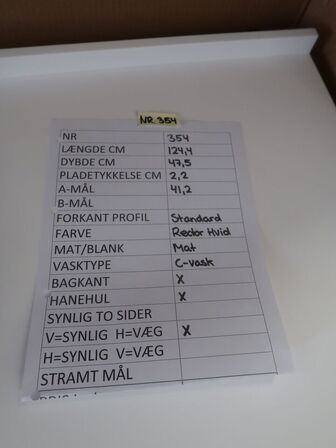 NR 354
NR 354
LÆNGDE CM 124,4
DYBDE CM 47,5
PLADETYKKELSE CM 2,2
A-MÅL 41,2
B-MÅL
FORKANT PROFIL Standard
FARVE Rector Hvid
MAT/BLANK Mat
VASKTYPE C-vask
BAGKANT X
HANEHUL X
SYNLIG TO SIDER
V=SYNLIG H=VÆG X
H=SYNLIG V=VÆG
STRAMT MÅL